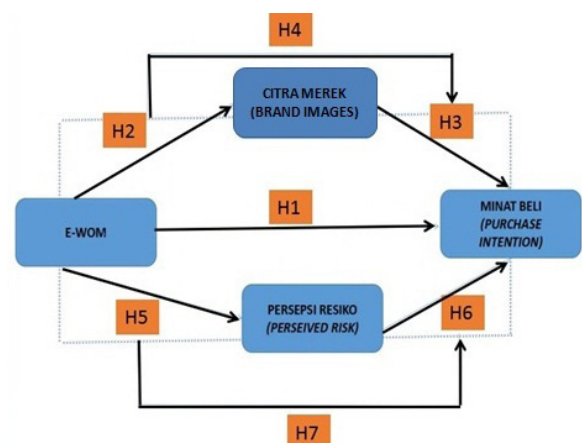 H4
CITRA MEREK
(BRAND IMAGES)
H2
H3
H1
E-WOM
MINAT BELI
(PURCHASE
INTENTION)
H5
PERSEPSI RESIKO
(PERSEIVED RISK)
H6
H7